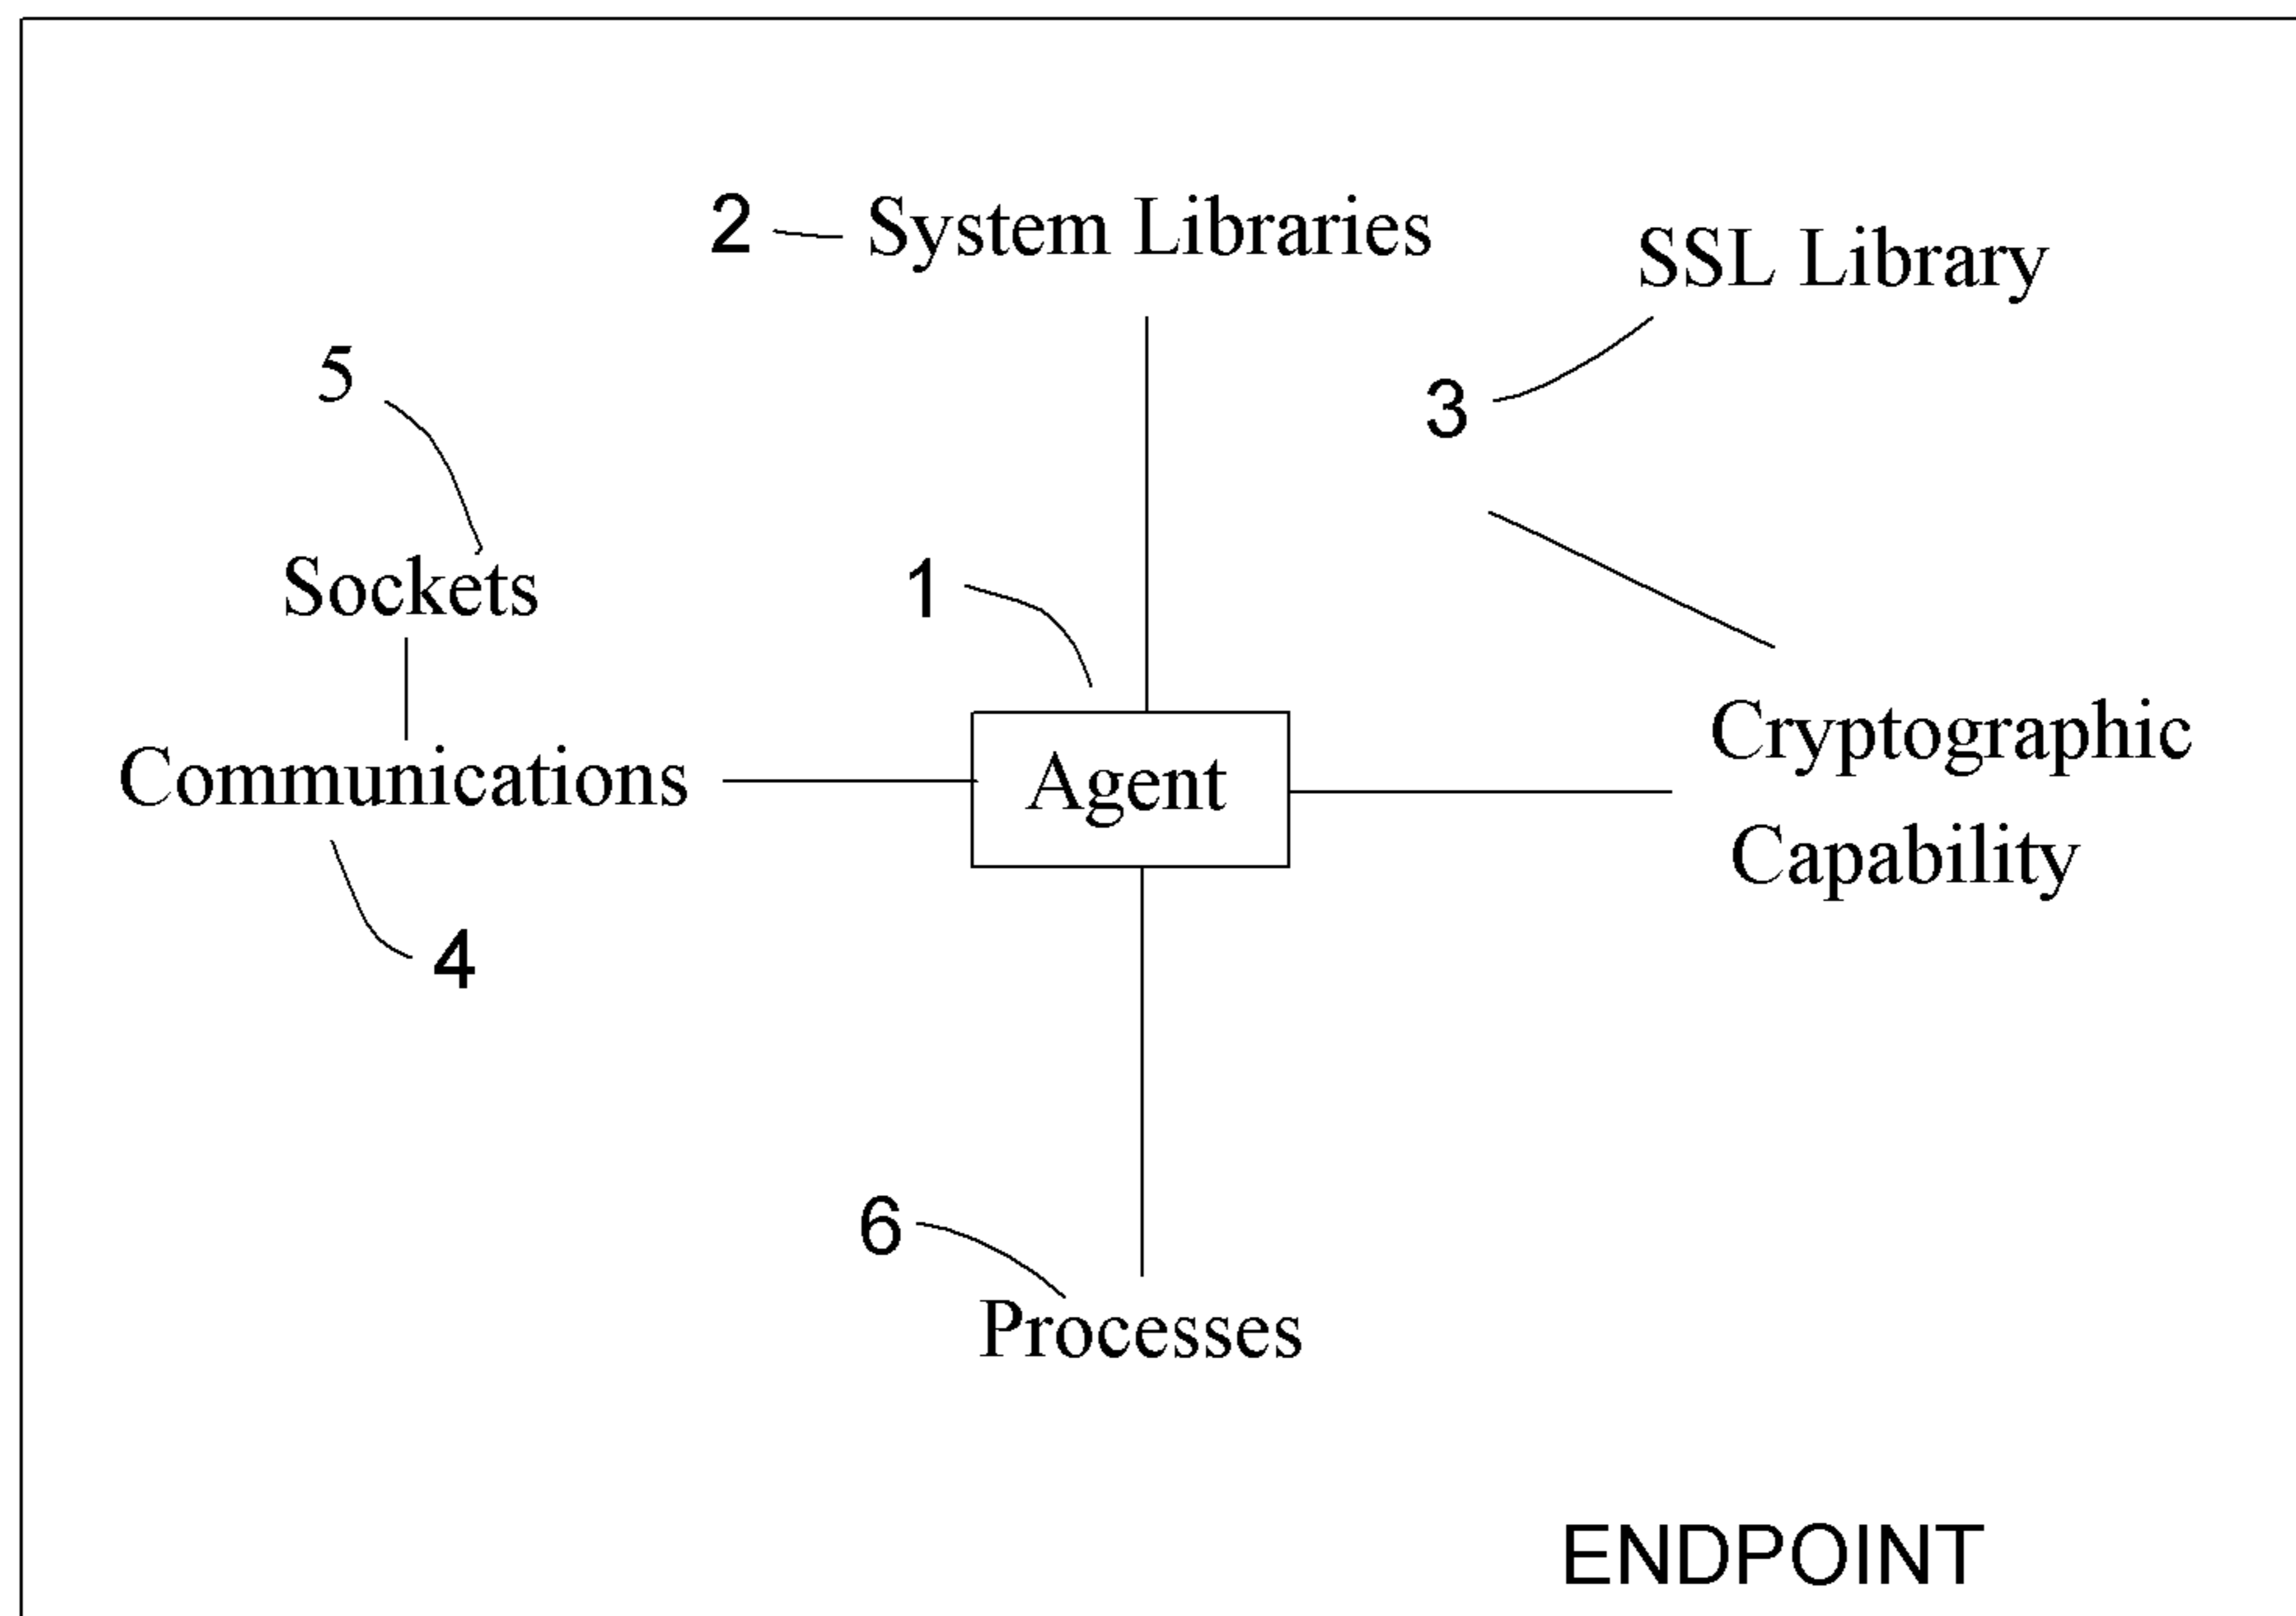 2 System Libraries
SSL Library
5
3
Sockets
1
Communications
Agent
Cryptographic
Capability
4
6
Processes
ENDPOINT